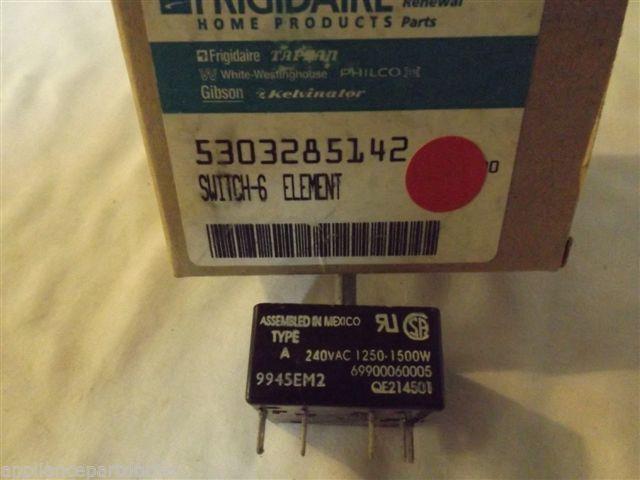 FRIGIDAIRE
HOME PRODUCTS
Renewal
Parts
Frigidaire TAPPAN
White-Westinghouse PHILCO
Gibson Kelvinator
5303285142
SWITCH-6 ELEMENT
ASSEMBLED IN MEXICO
TYPE
A 240VAC 1250-1500W
69900060005
9945EM2
QE214501